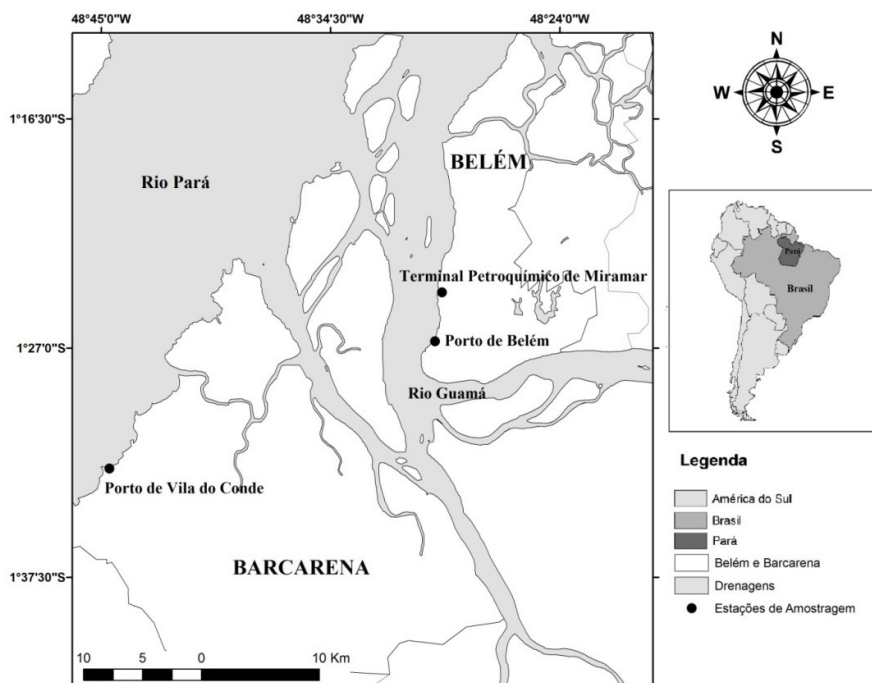 48°45'0"W
48°34'30"W
48°24'0"W
N
W
E
S
1°16'30"S
BELÉM
Rio Pará
Pará
Brasil
Terminal Petroquímico de Miramar
1°27'0"S
Porto de Belém
Rio Guamá
Porto de Vila do Conde
BARCARENA
1°37'30"S
10 5 0 10 Km
Legenda
América do Sul
Brasil
Pará
Belém e Barcarena
Drenagens
Estações de Amostragem